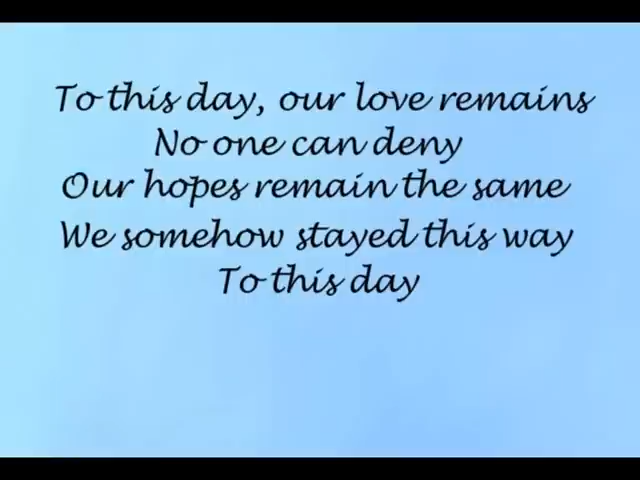 To this day, our love remains
No one can deny
Our hopes remain the same
We somehow stayed this way
To this day